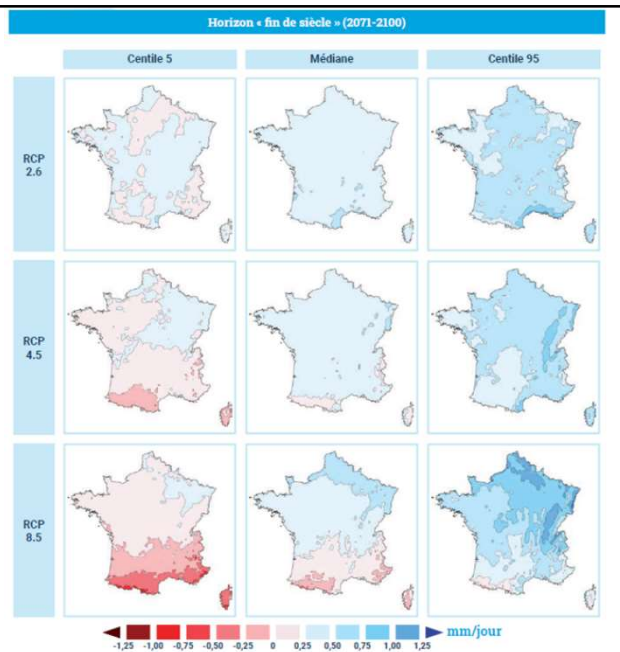 Horizon « fin de siècle » (2071-2100)
Centile 5 Médiane Centile 95
RCP
2.6
RCP
4.5
RCP
8.5
mm/jour
-1,25 -1,00 -0,75 -0,50 -0,25 0 0,25 0,50 0,75 1,00 1,25